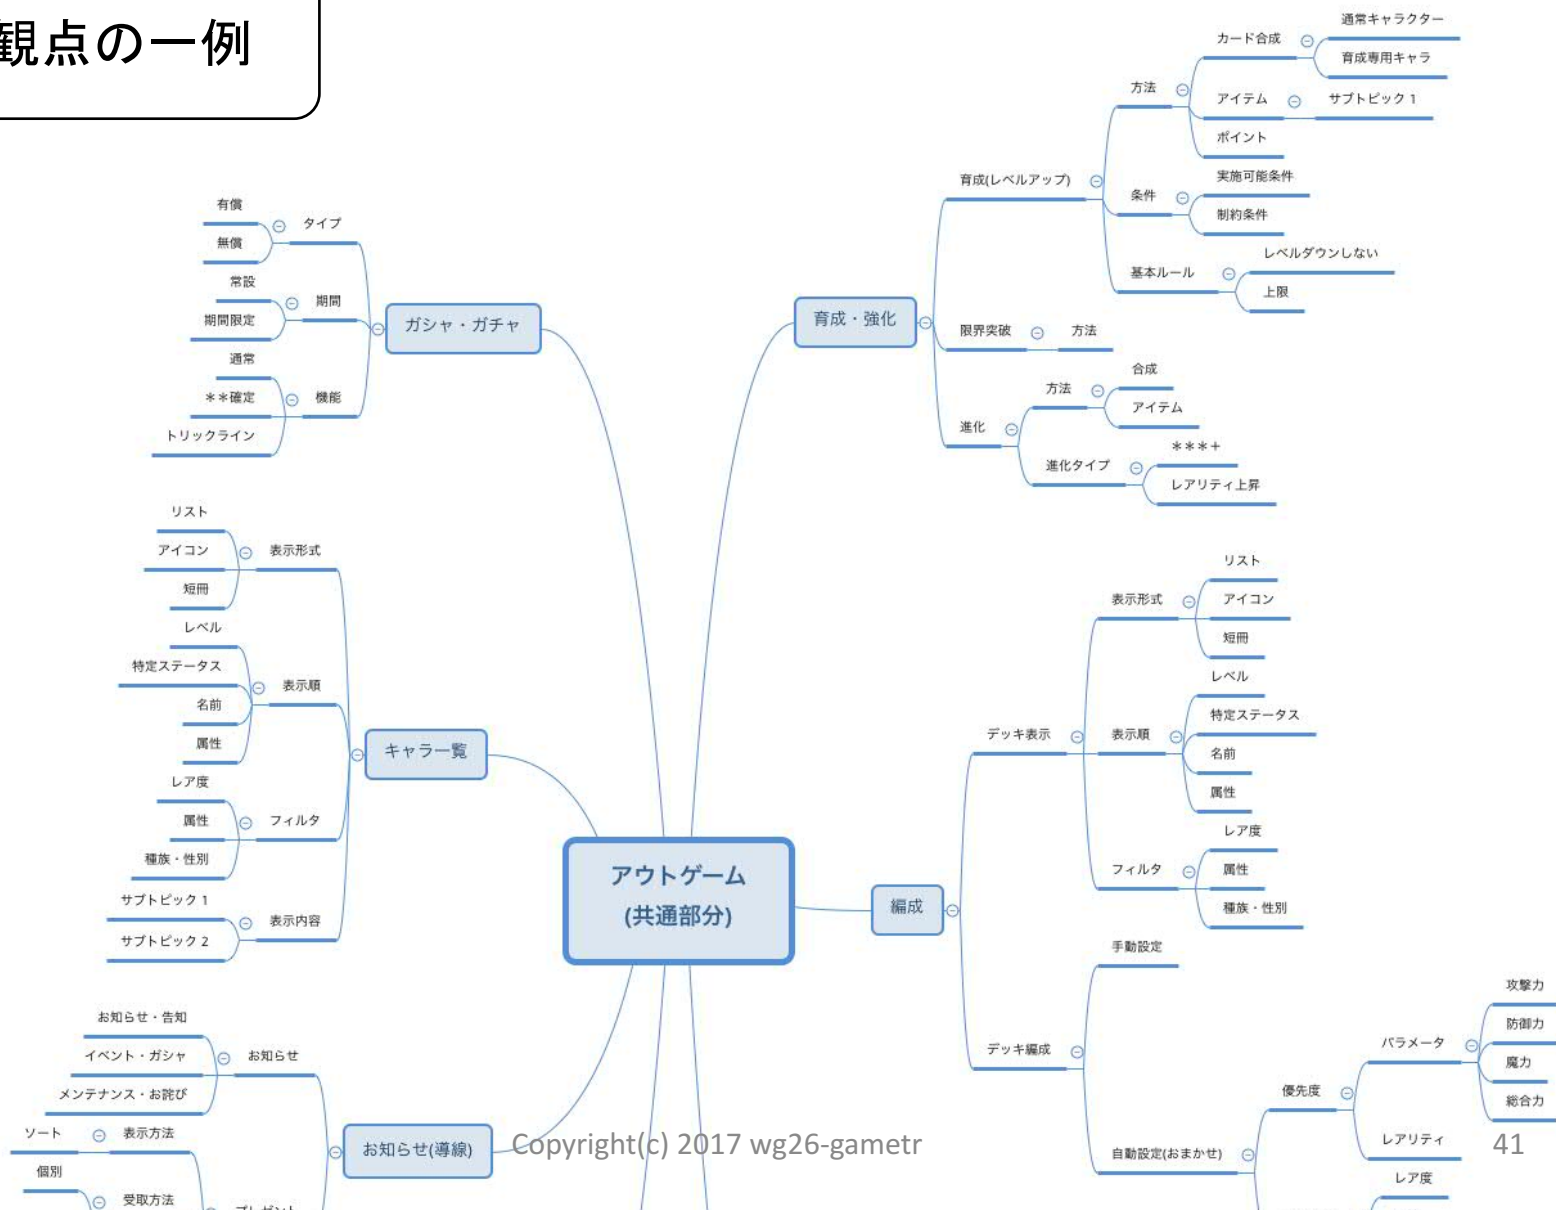 観点の一例
ガシャ・ガチャ
タイプ
有償
無償
期間
常設
期間限定
機能
通常
＊＊確定
トリックライン
キャラ一覧
表示形式
リスト
アイコン
短冊
表示順
レベル
特定ステータス
名前
属性
フィルタ
レア度
属性
種族・性別
表示内容
サブトピック 1
サブトピック 2
お知らせ(導線)
お知らせ
お知らせ・告知
イベント・ガシャ
メンテナンス・お詫び
プレゼント
表示方法
ソート
受取方法
個別
アウトゲーム
(共通部分)
育成・強化
育成(レベルアップ)
方法
カード合成
通常キャラクター
育成専用キャラ
アイテム
サブトピック 1
ポイント
条件
実施可能条件
制約条件
基本ルール
レベルダウンしない
上限
限界突破
方法
進化
方法
合成
アイテム
進化タイプ
＊＊＊＋
レアリティ上昇
編成
デッキ表示
表示形式
リスト
アイコン
短冊
表示順
レベル
特定ステータス
名前
属性
フィルタ
レア度
属性
種族・性別
デッキ編成
手動設定
自動設定(おまかせ)
優先度
パラメータ
攻撃力
防御力
魔力
総合力
レアリティ
レア度
Copyright(c) 2017 wg26-gametr
41